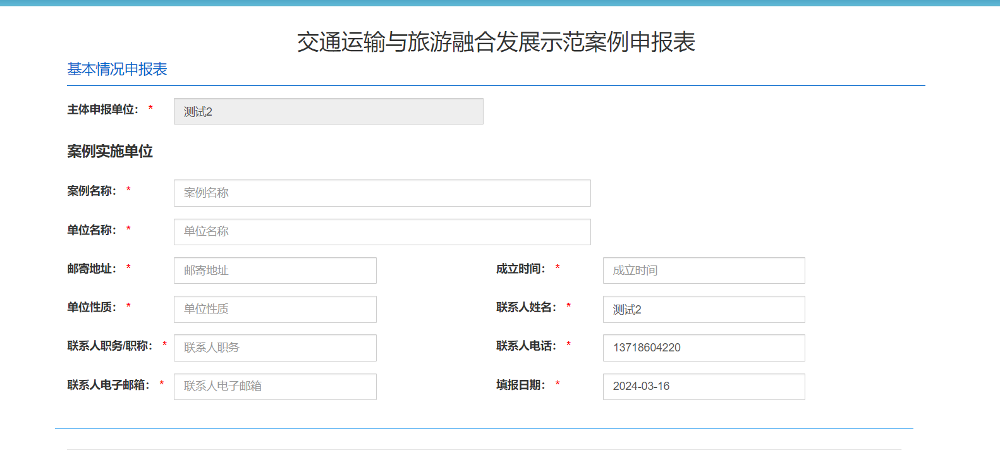 交通运输与旅游融合发展示范案例申报表
基本情况申报表
主体申报单位： * 测试2
案例实施单位
案例名称： * 案例名称
单位名称： * 单位名称
邮寄地址： * 邮寄地址 成立时间： * 成立时间
单位性质： * 单位性质 联系人姓名： * 测试2
联系人职务/职称： * 联系人职务 联系人电话： * 13718604220
联系人电子邮箱： * 联系人电子邮箱 填报日期： * 2024-03-16